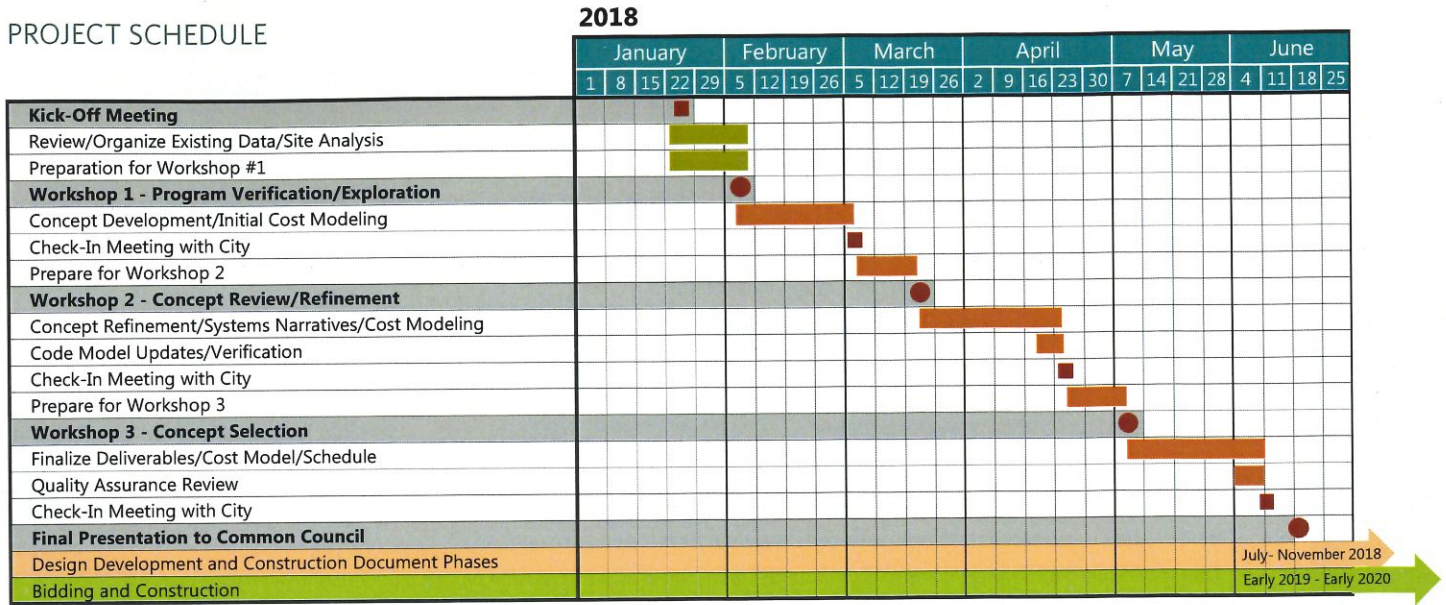 2018
PROJECT SCHEDULE
January February March April May June
1 8 15 22 29 5 12 19 26 5 12 19 26 2 9 16 23 30 7 14 21 28 4 11 18 25
Kick-Off Meeting
Review/Organize Existing Data/Site Analysis
Preparation for Workshop #1
Workshop 1 - Program Verification/Exploration
Concept Development/Initial Cost Modeling
Check-In Meeting with City
Prepare for Workshop 2
Workshop 2 - Concept Review/Refinement
Concept Refinement/Systems Narratives/Cost Modeling
Code Model Updates/Verification
Check-In Meeting with City
Prepare for Workshop 3
Workshop 3 - Concept Selection
Finalize Deliverables/Cost Model/Schedule
Quality Assurance Review
Check-In Meeting with City
Final Presentation to Common Council
Design Development and Construction Document Phases July- November 2018
Bidding and Construction Early 2019 - Early 2020